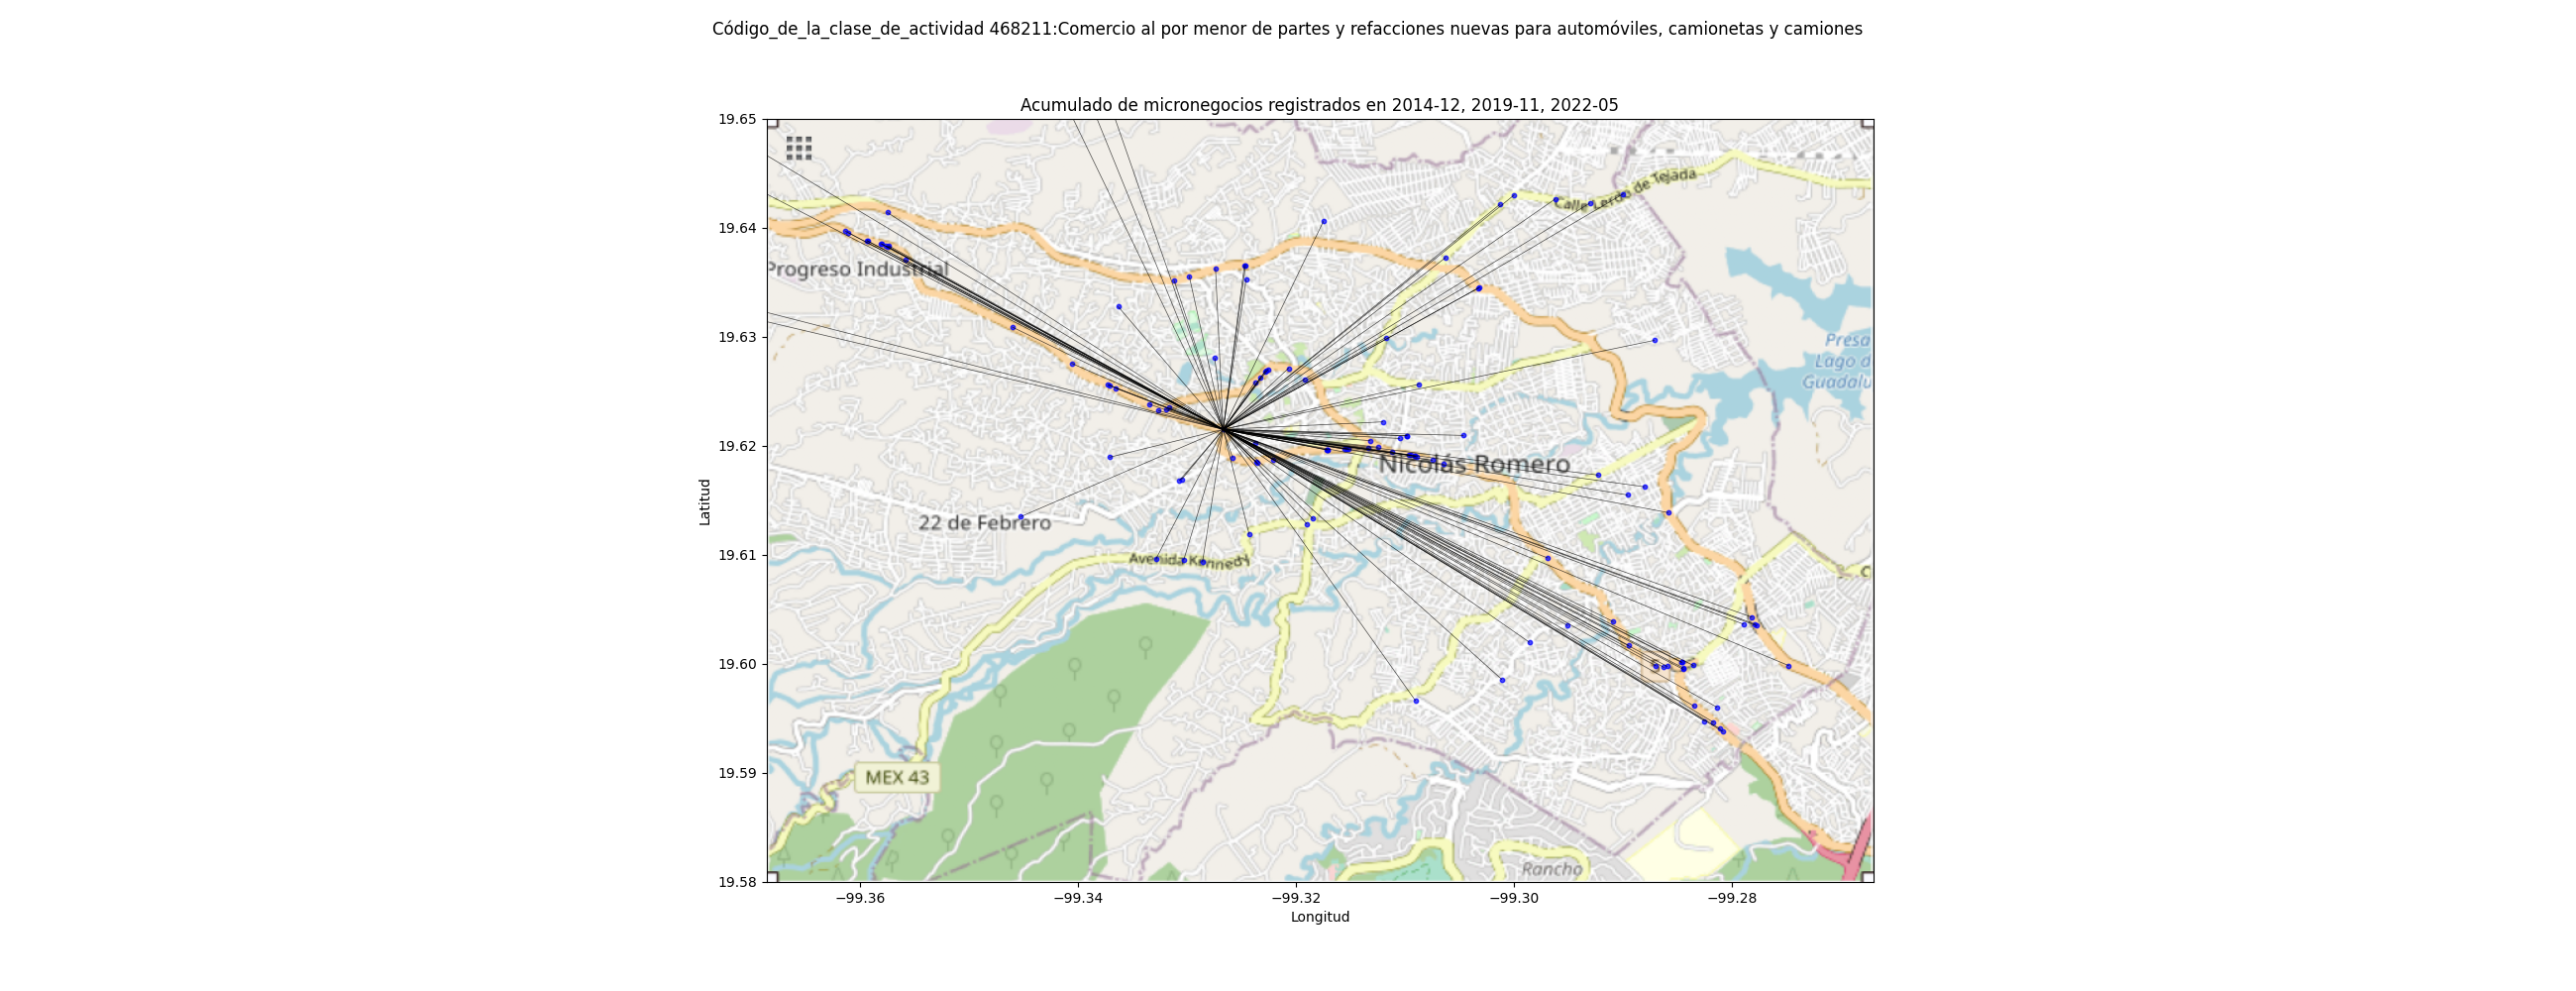 Código_de_la_clase_de_actividad 468211:Comercio al por menor de partes y refacciones nuevas para automóviles, camionetas y camiones
Acumulado de micronegocios registrados en 2014-12, 2019-11, 2022-05
19.65
19.64
19.63
19.62
19.61
19.60
19.59
19.58
Latitud
Calle Lerdo de Tejada
Progreso Industrial
Presa
Lago d
Guadalu
Nicolás Romero
22 de Febrero
Avenida Kennedy
C
MEX 43
Rancho
−99.36
−99.34
−99.32
−99.30
−99.28
Longitud